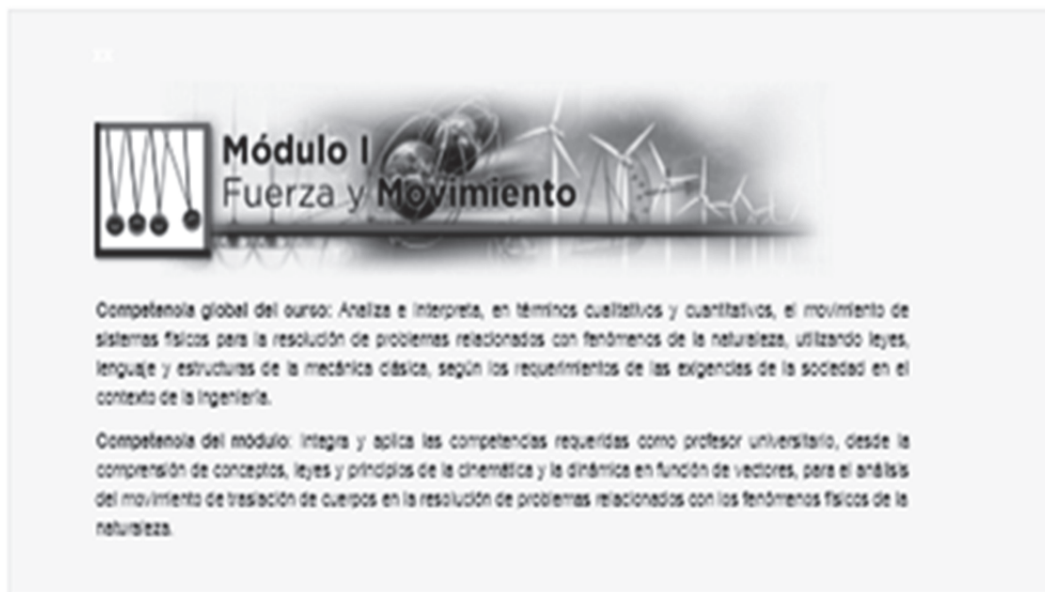 xx
Módulo I
Fuerza y Movimiento
Competencia global del curso: Analiza e interpreta, en términos cualitativos y cuantitativos, el movimiento de
sistemas físicos para la resolución de problemas relacionados con fenómenos de la naturaleza, utilizando leyes,
lenguaje y estructuras de la mecánica clásica, según los requerimientos de las exigencias de la sociedad en el
contexto de la ingeniería.
Competencia del módulo: Integra y aplica las competencias requeridas como profesor universitario, desde la
comprensión de conceptos, leyes y principios de la cinemática y la dinámica en función de vectores, para el análisis
del movimiento de traslación de cuerpos en la resolución de problemas relacionados con los fenómenos físicos de la
naturaleza.